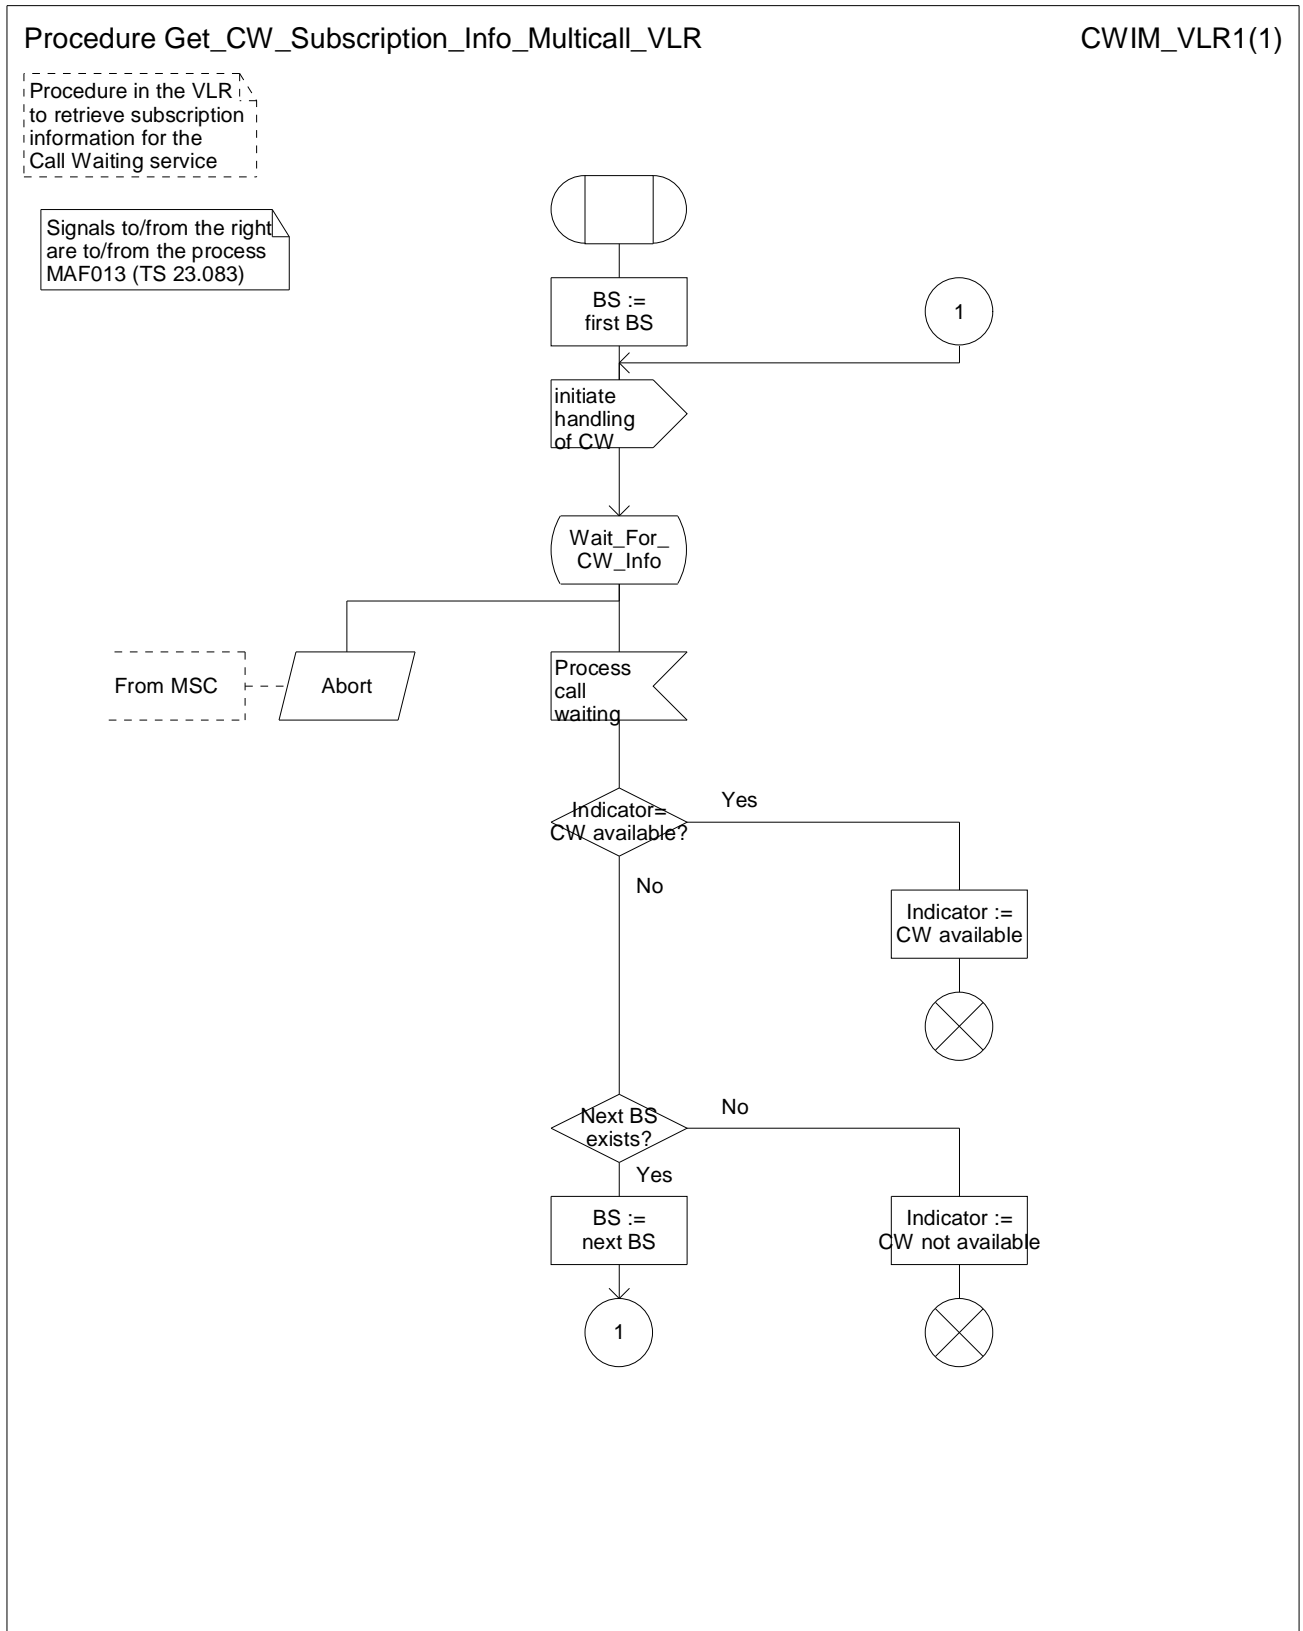 Procedure Get_CW_Subscription_Info_Multicall_VLR
CWIM_VLR1(1)
Procedure in the VLR
to retrieve subscription
information for the
Call Waiting service
Signals to/from the right
are to/from the process
MAF013 (TS 23.083)
BS :=
first BS
1
initiate
handling
of CW
Wait_For_
CW_Info
From MSC
Abort
Process
call
waiting
Indicator=
CW available?
Yes
No
Indicator :=
CW available
Next BS
exists?
No
Yes
BS :=
next BS
Indicator :=
CW not available
1